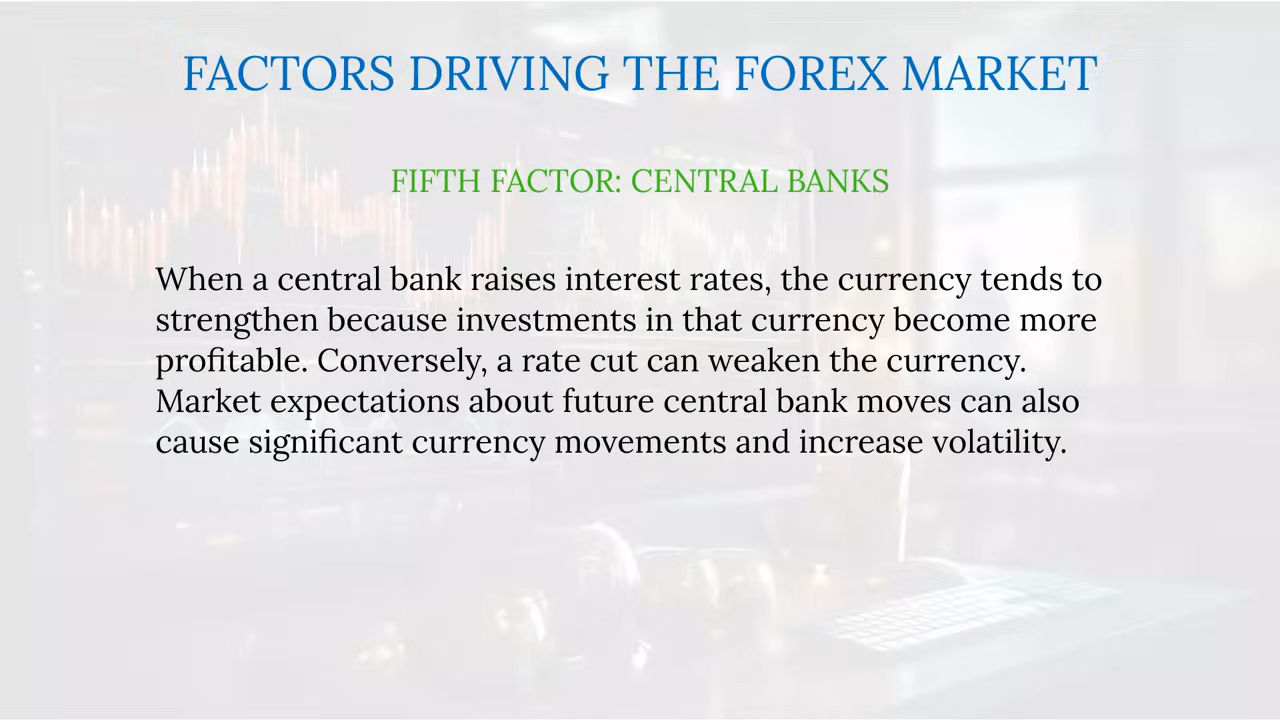 FACTORS DRIVING THE FOREX MARKET
FIFTH FACTOR: CENTRAL BANKS
When a central bank raises interest rates, the currency tends to
strengthen because investments in that currency become more
profitable. Conversely, a rate cut can weaken the currency.
Market expectations about future central bank moves can also
cause significant currency movements and increase volatility.